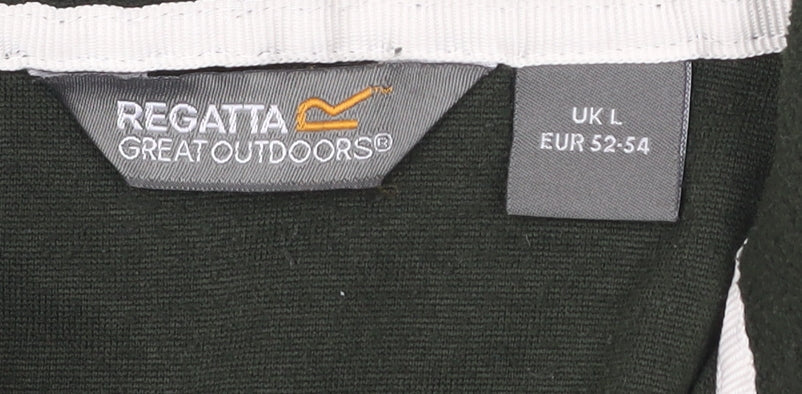 REGATTA
GREAT OUTDOORS®
UK L
EUR 52-54